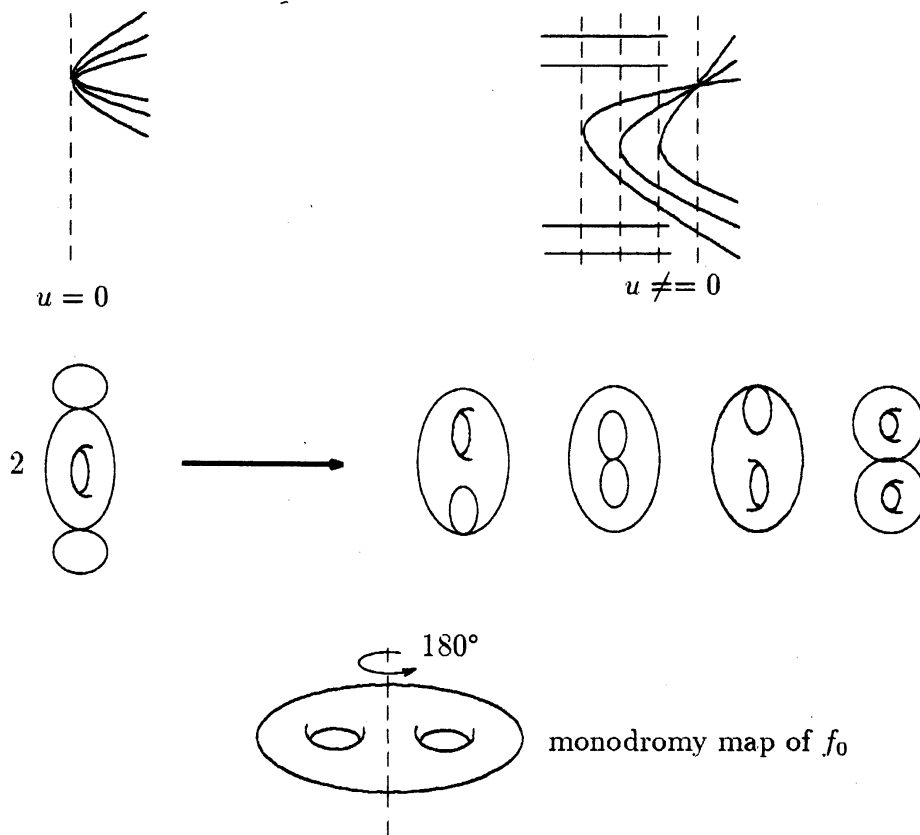 u = 0
u ≠= 0
2
180°
monodromy map of f₀